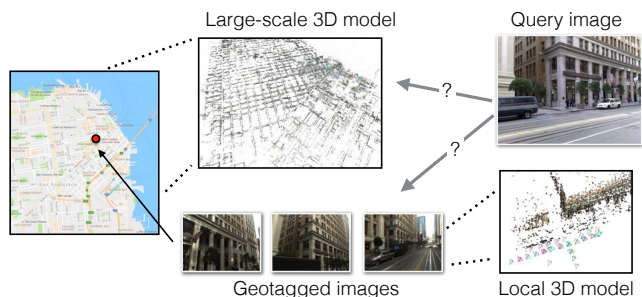 Large-scale 3D model
Query image
?
?
Geotagged images
Local 3D model